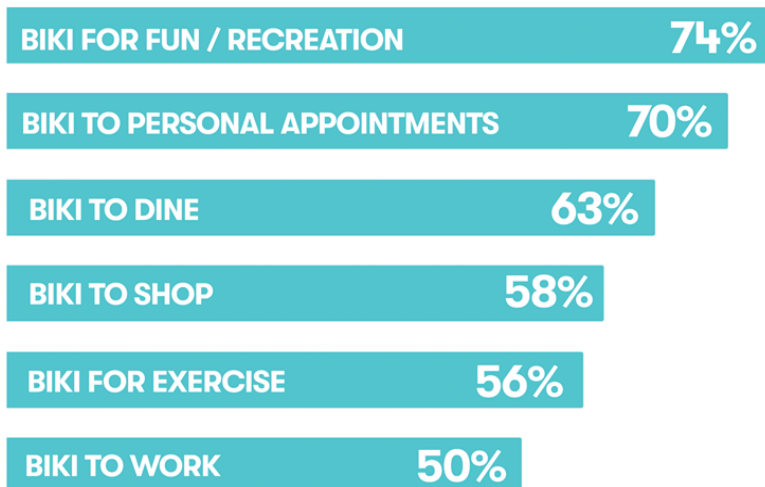 BIKI FOR FUN / RECREATION 74%
BIKI TO PERSONAL APPOINTMENTS 70%
BIKI TO DINE 63%
BIKI TO SHOP 58%
BIKI FOR EXERCISE 56%
BIKI TO WORK 50%